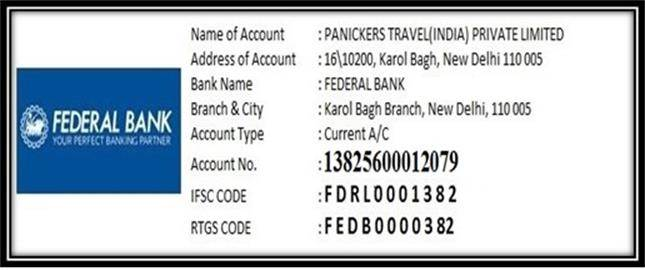 Name of Account : PANICKERS TRAVEL(INDIA) PRIVATE LIMITED
Address of Account : 16\10200, Karol Bagh, New Delhi 110 005
Bank Name : FEDERAL BANK
Branch & City : Karol Bagh Branch, New Delhi, 110 005
Account Type : Current A/C
Account No. : 13825600012079
IFSC CODE : FDRL0001382
RTGS CODE : FEDB0000382
FEDERAL BANK
YOUR PERFECT BANKING PARTNER